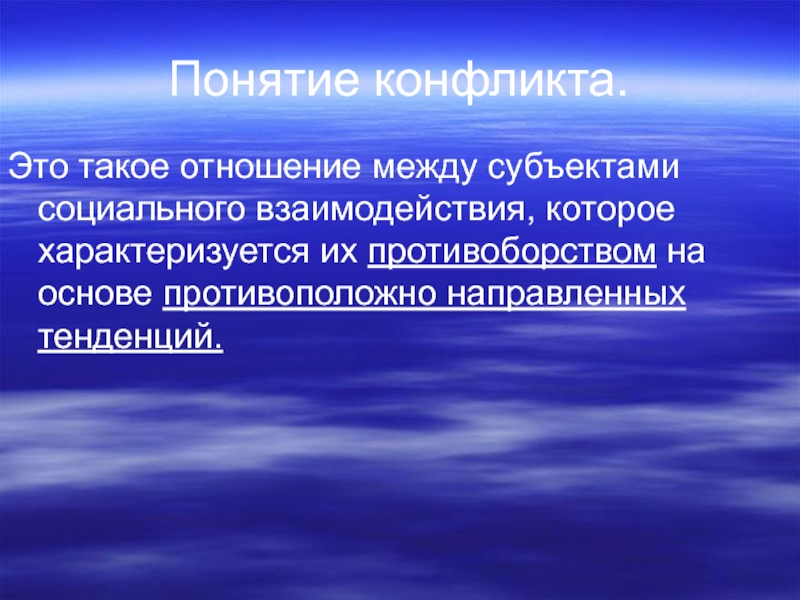 Понятие конфликта.
Это такое отношение между субъектами
социального взаимодействия, которое
характеризуется их противоборством на
основе противоположно направленных
тенденций.